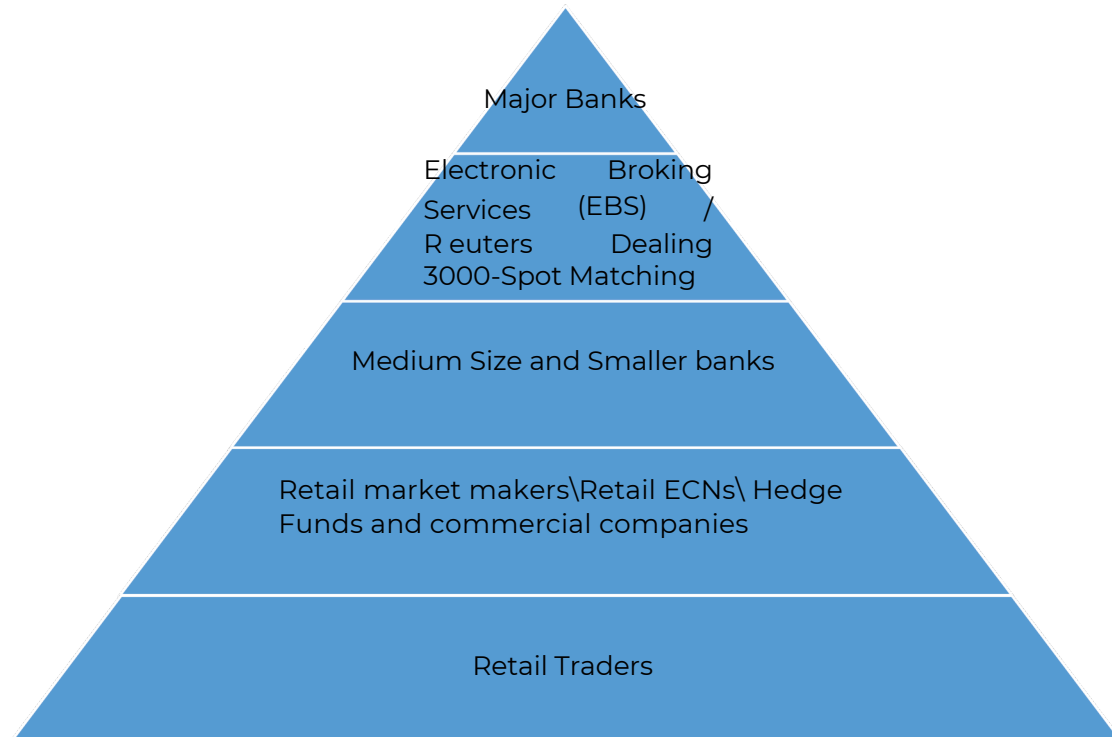 Major Banks
Electronic Broking
Services (EBS) /
R euters Dealing
3000-Spot Matching
Medium Size and Smaller banks
Retail market makers\Retail ECNs\ Hedge
Funds and commercial companies
Retail Traders